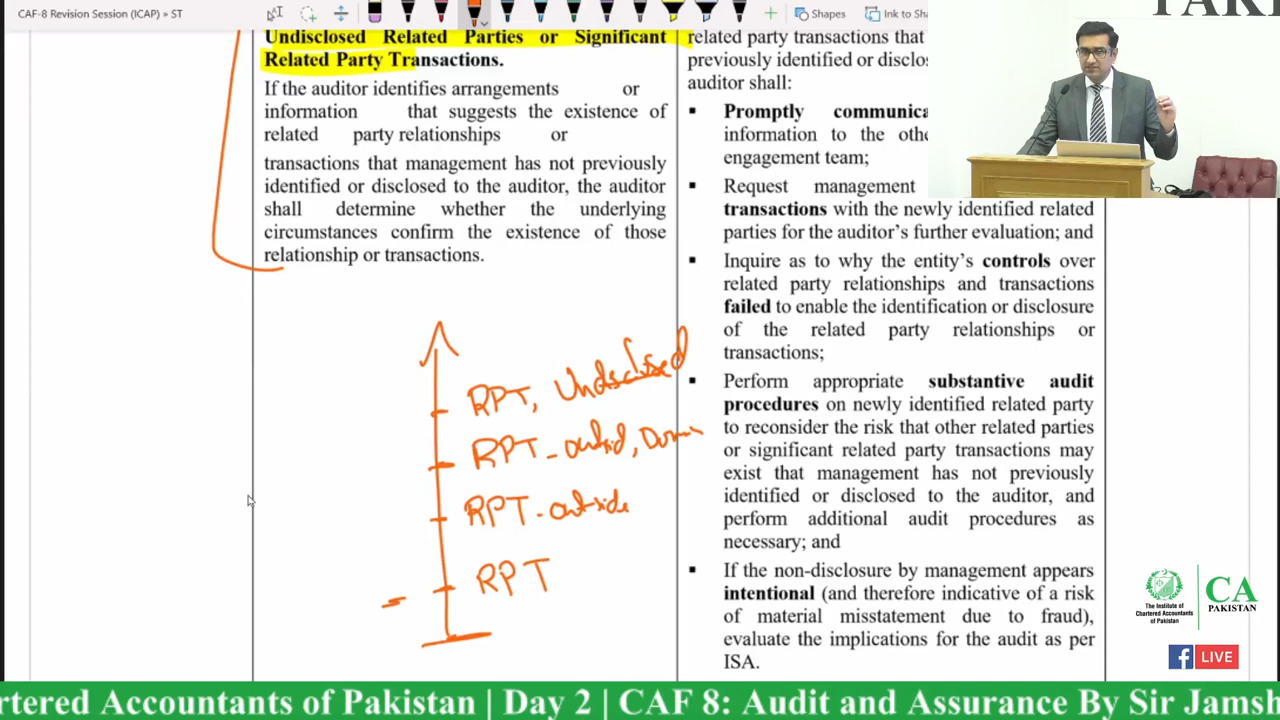 CAF-8 Revision Session (ICAP) » ST
Shapes
Ink to Sh
Undisclosed Related Parties or Significant
Related Party Transactions.
If the auditor identifies arrangements or
information that suggests the existence of
related party relationships or
transactions that management has not previously
identified or disclosed to the auditor, the auditor
shall determine whether the underlying
circumstances confirm the existence of those
relationship or transactions.
RPT, Undisclosed
RPT - outsid, Domin
RPT - outside
RPT
related party transactions that
previously identified or disclo
auditor shall:
▪ Promptly communica
information to the othe
engagement team;
▪ Request management
transactions with the newly identified related
parties for the auditor's further evaluation; and
▪ Inquire as to why the entity's controls over
related party relationships and transactions
failed to enable the identification or disclosure
of the related party relationships or
transactions;
▪ Perform appropriate substantive audit
procedures on newly identified related party
to reconsider the risk that other related parties
or significant related party transactions may
exist that management has not previously
identified or disclosed to the auditor, and
perform additional audit procedures as
necessary; and
▪ If the non-disclosure by management appears
intentional (and therefore indicative of a risk
of material misstatement due to fraud),
evaluate the implications for the audit as per
ISA.
The Institute of
Chartered Accountants
of Pakistan
CA
PAKISTAN
f LIVE
rtered Accountants of Pakistan | Day 2 | CAF 8: Audit and Assurance By Sir Jamsh